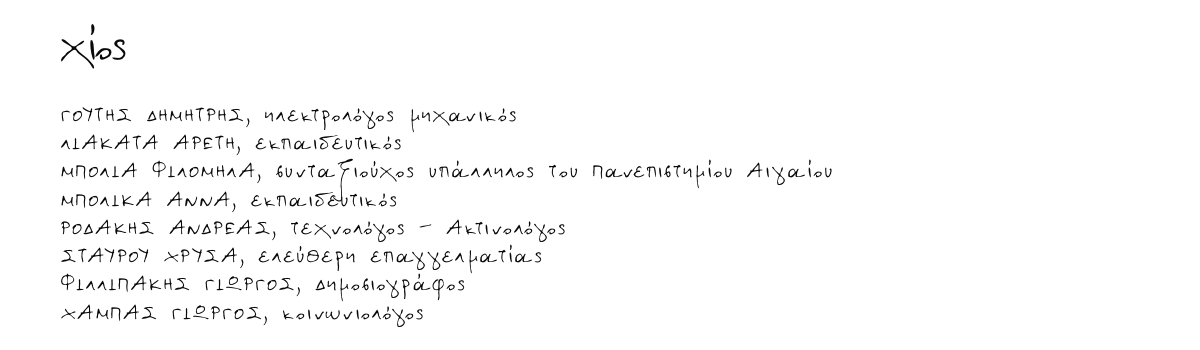 Χίος
ΓΟΥΤΗΣ ΔΗΜΗΤΡΗΣ, ηλεκτρολόγος μηχανικός
ΛΙΑΚΑΤΑ ΑΡΕΤΗ, εκπαιδευτικός
ΜΠΟΛΙΑ ΦΙΛΟΜΗΛΑ, συνταξιούχος υπάλληλος του Πανεπιστημίου Αιγαίου
ΜΠΟΛΙΚΑ ΑΝΝΑ, εκπαιδευτικός
ΡΟΔΑΚΗΣ ΑΝΔΡΕΑΣ, τεχνολόγος – Ακτινολόγος
ΣΤΑΥΡΟΥ ΧΡΥΣΑ, ελεύθερη επαγγελματίας
ΦΙΛΛΙΠΑΚΗΣ ΓΙΩΡΓΟΣ, δημοσιογράφος
ΧΑΜΠΑΣ ΓΙΩΡΓΟΣ, κοινωνιολόγος